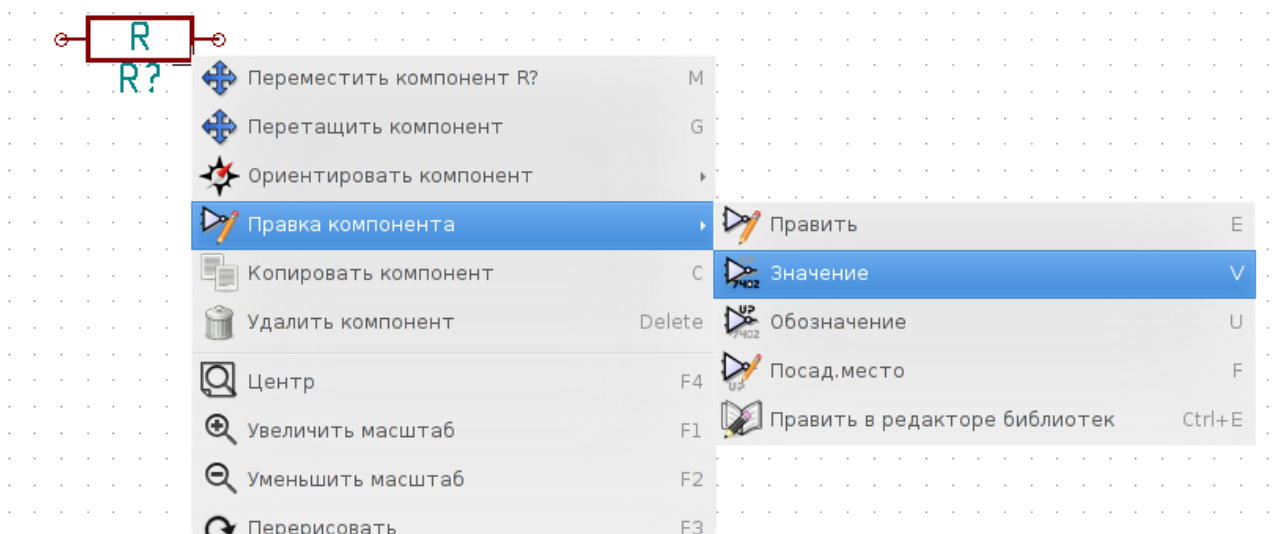 R
R?
Переместить компонент R? M
Перетащить компонент G
Ориентировать компонент
Правка компонента
Копировать компонент C
Удалить компонент Delete
Центр F4
Увеличить масштаб F1
Уменьшить масштаб F2
Перерисовать F3
Править E
Значение V
Обозначение U
Посад.место F
Править в редакторе библиотек Ctrl+E